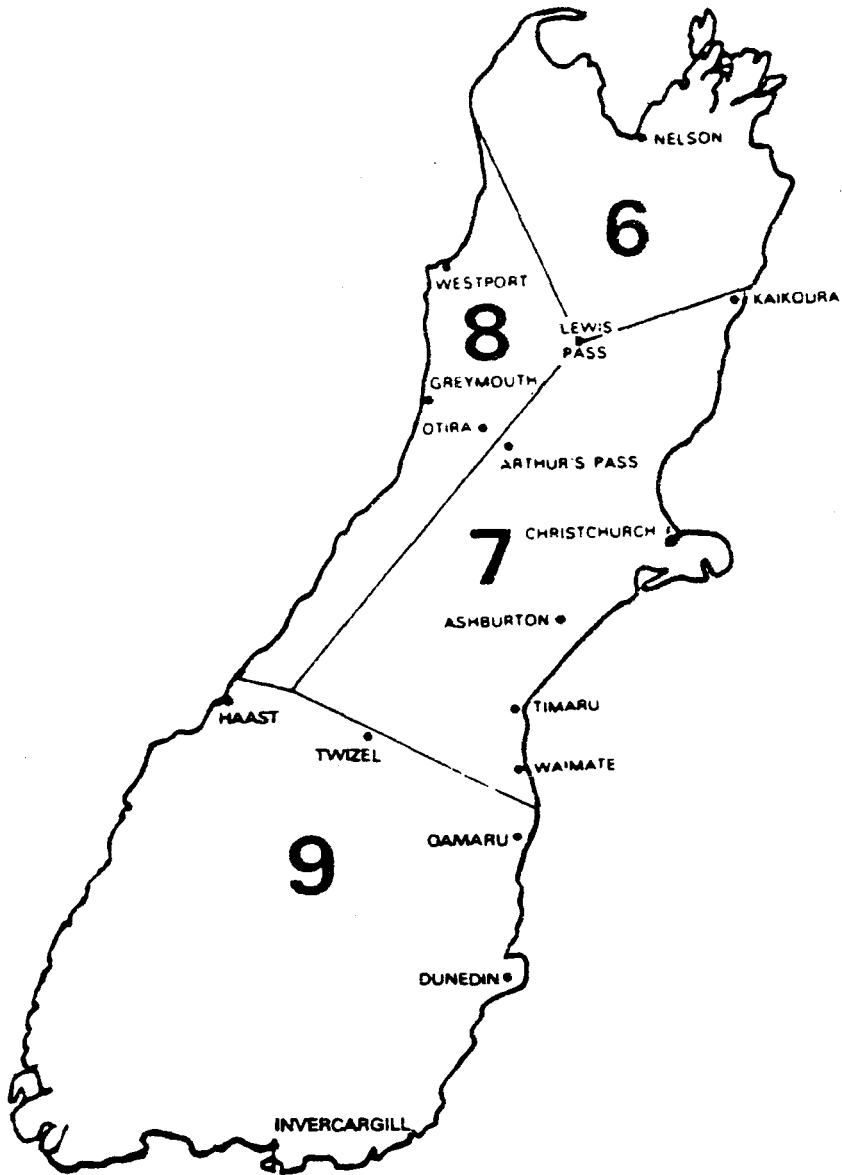 NELSON
6
WESTPORT
KAIKOURA
8
LEWIS
PASS
GREYMOUTH
OTIRA
ARTHUR'S PASS
7
CHRISTCHURCH
ASHBURTON
HAAST
TIMARU
TWIZEL
WAIMATE
OAMARU
9
DUNEDIN
INVERCARGILL